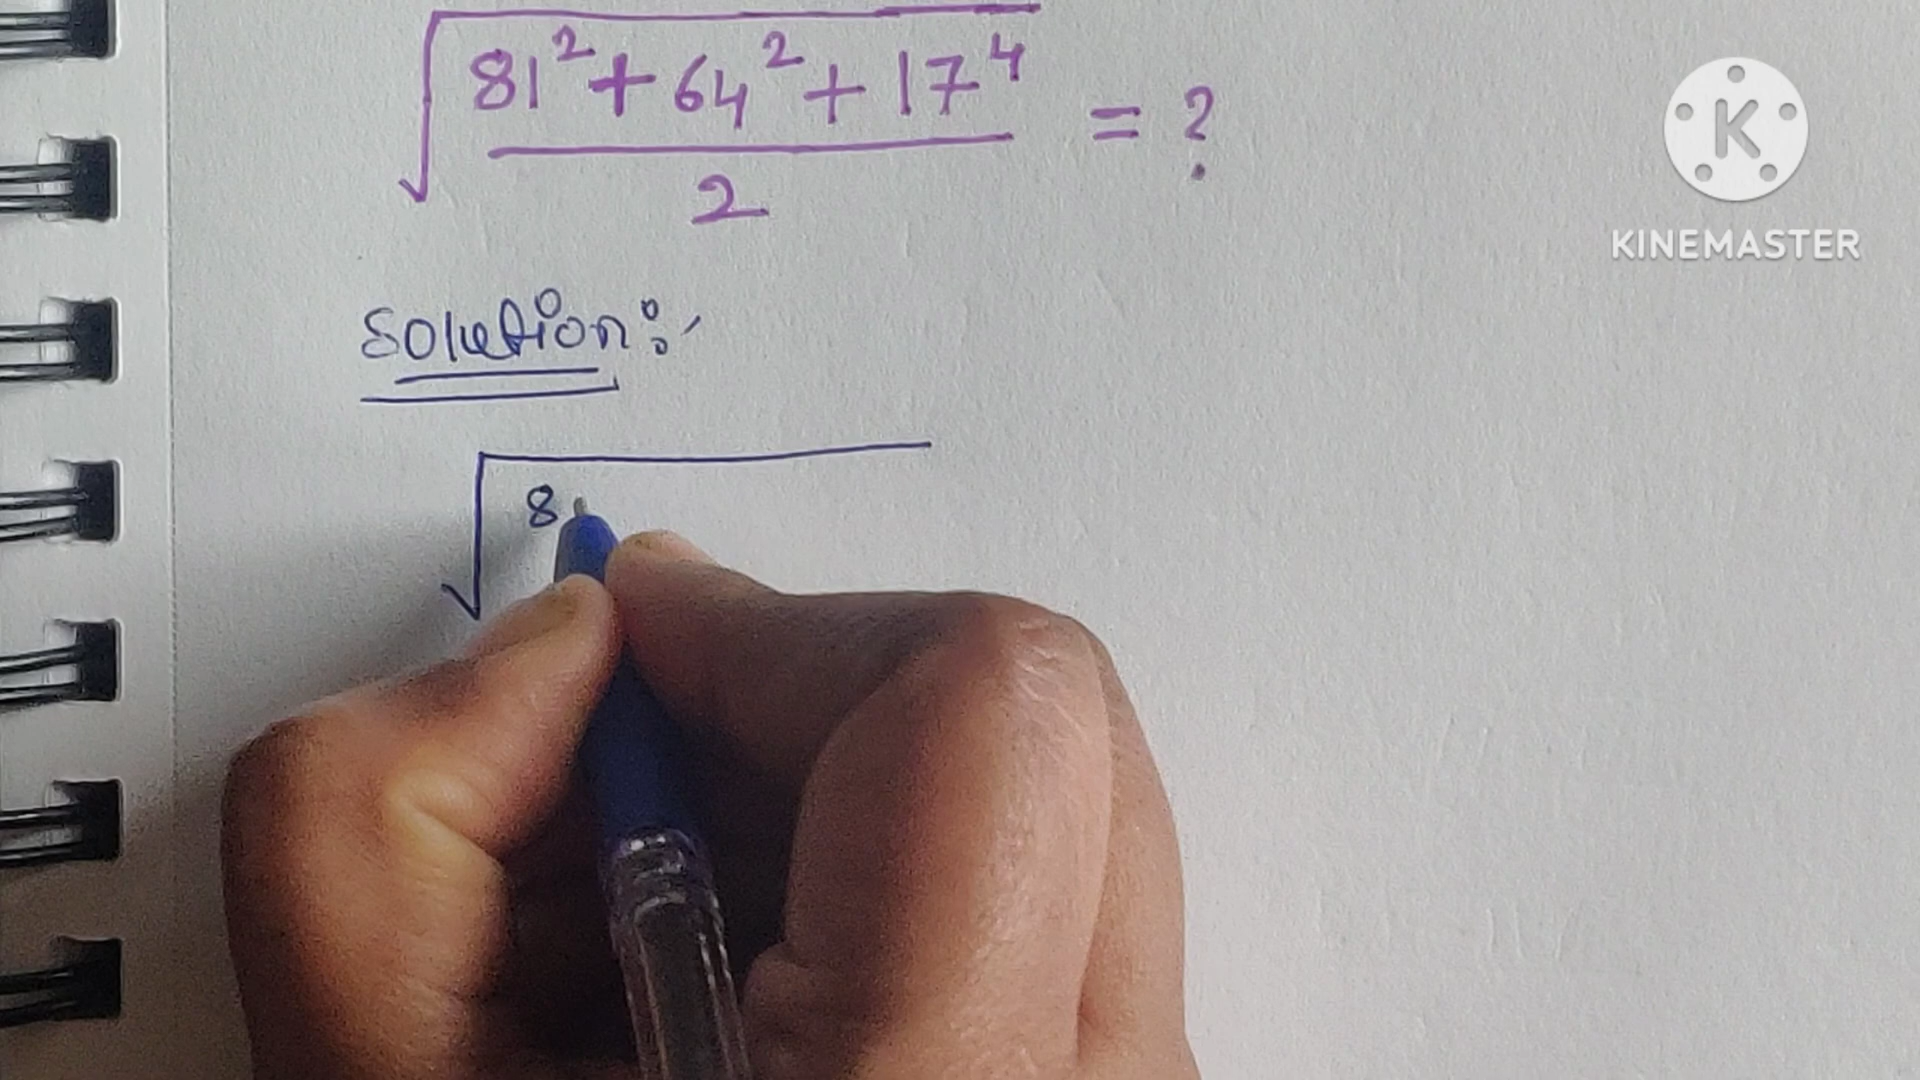 √(81² + 64² + 17⁴ / 2) = ?
K
KINEMASTER
Solution :-
√8